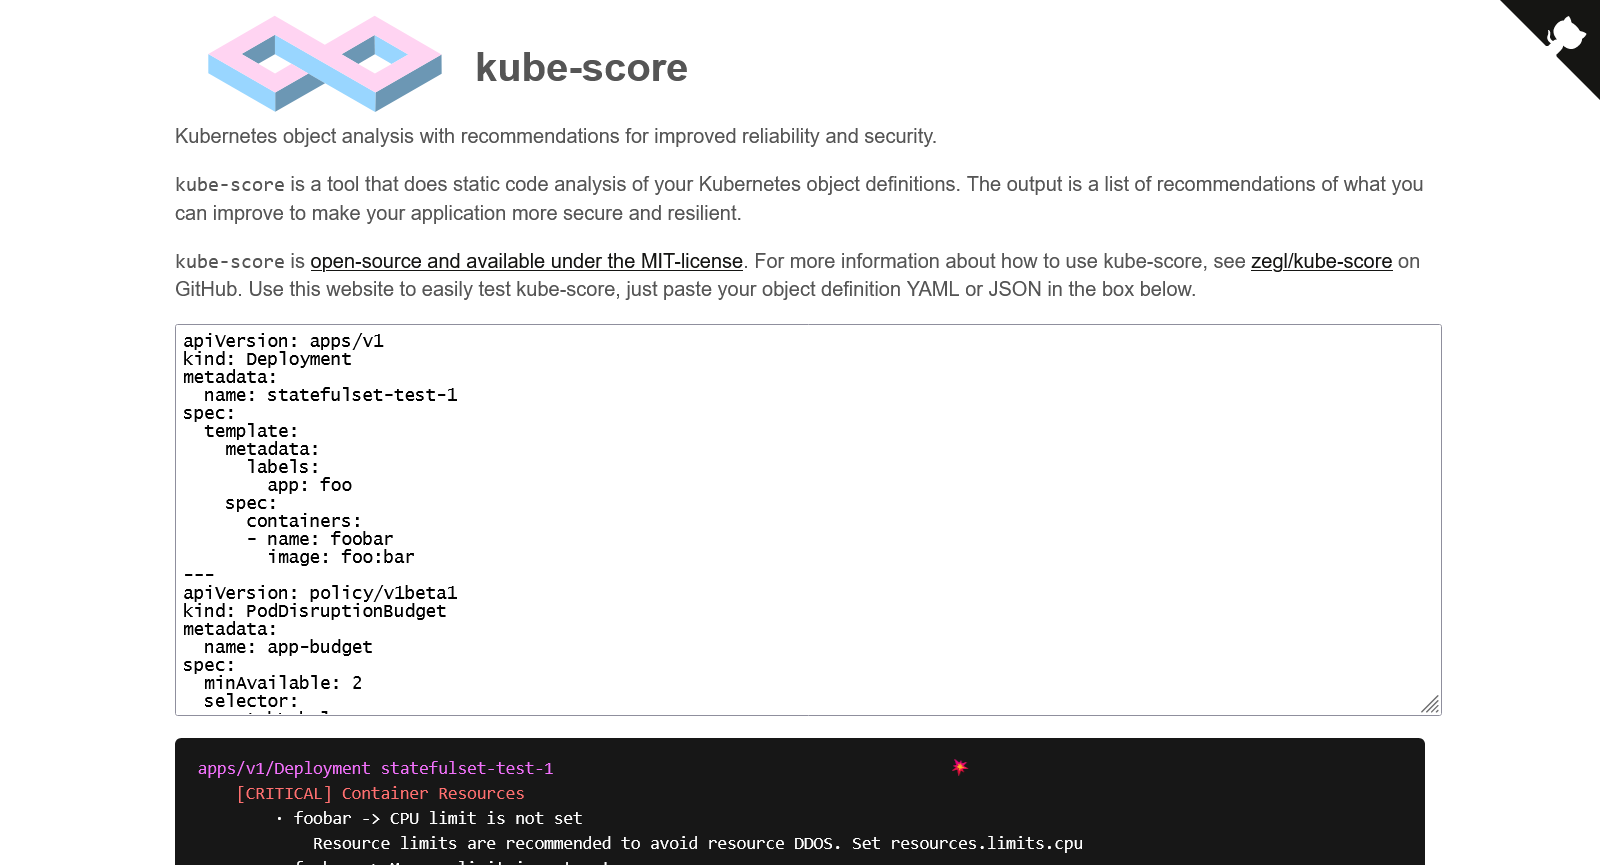 kube-score
Kubernetes object analysis with recommendations for improved reliability and security.
kube-score is a tool that does static code analysis of your Kubernetes object definitions. The output is a list of recommendations of what you
can improve to make your application more secure and resilient.
kube-score is open-source and available under the MIT-license. For more information about how to use kube-score, see zegl/kube-score on
GitHub. Use this website to easily test kube-score, just paste your object definition YAML or JSON in the box below.
apiVersion: apps/v1
kind: Deployment
metadata:
  name: statefulset-test-1
spec:
  template:
    metadata:
      labels:
        app: foo
    spec:
      containers:
      - name: foobar
        image: foo:bar
---
apiVersion: policy/v1beta1
kind: PodDisruptionBudget
metadata:
  name: app-budget
spec:
  minAvailable: 2
  selector:
apps/v1/Deployment statefulset-test-1 💥
    [CRITICAL] Container Resources
        · foobar -> CPU limit is not set
            Resource limits are recommended to avoid resource DDOS. Set resources.limits.cpu